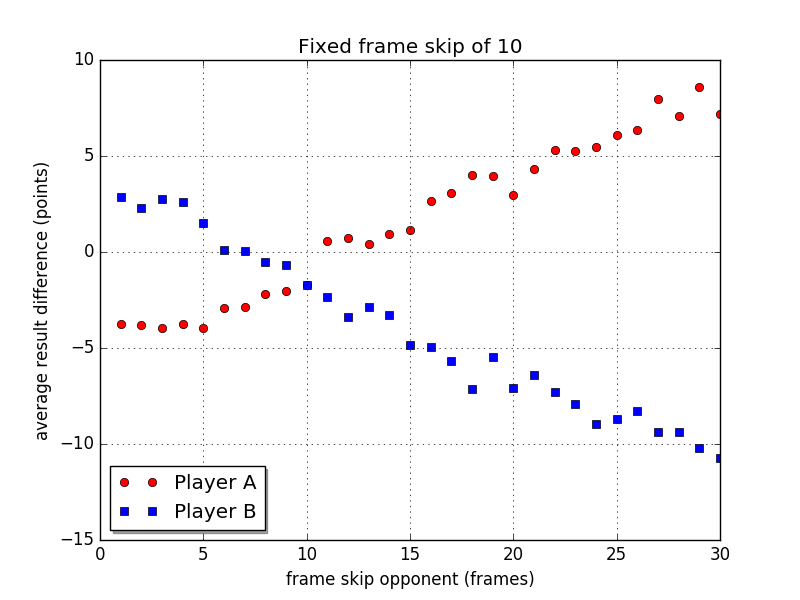 Fixed frame skip of 10
10
5
0
−5
−10
−15
average result difference (points)
Player A
Player B
0 5 10 15 20 25 30
frame skip opponent (frames)